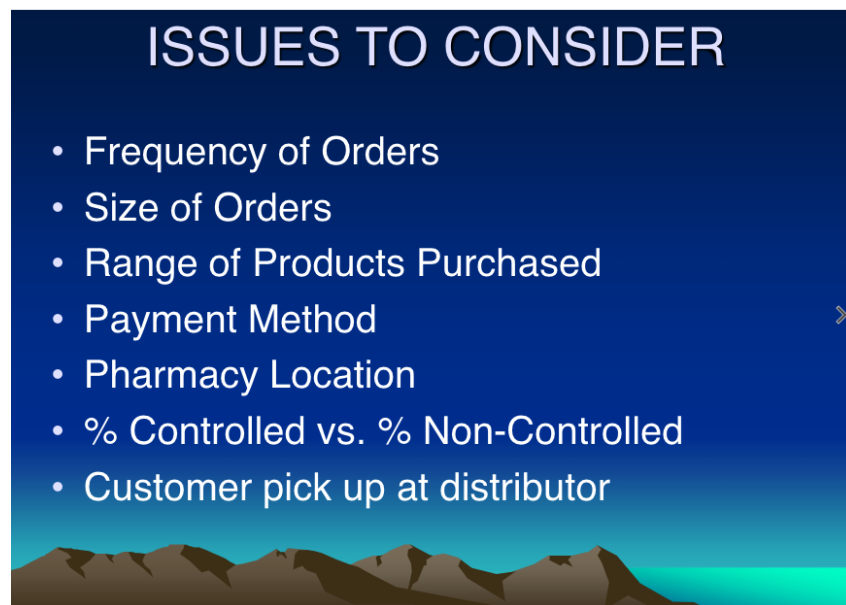 ISSUES TO CONSIDER
• Frequency of Orders
• Size of Orders
• Range of Products Purchased
• Payment Method
• Pharmacy Location
• % Controlled vs. % Non-Controlled
• Customer pick up at distributor